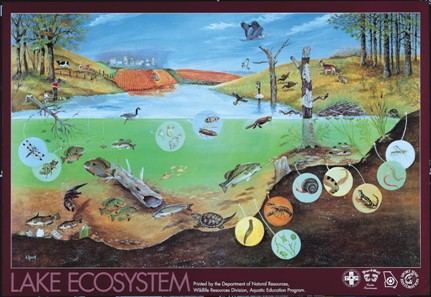 LAKE ECOSYSTEM
Printed by the Department of Natural Resources,
Wildlife Resources Division, Aquatic Education Program.